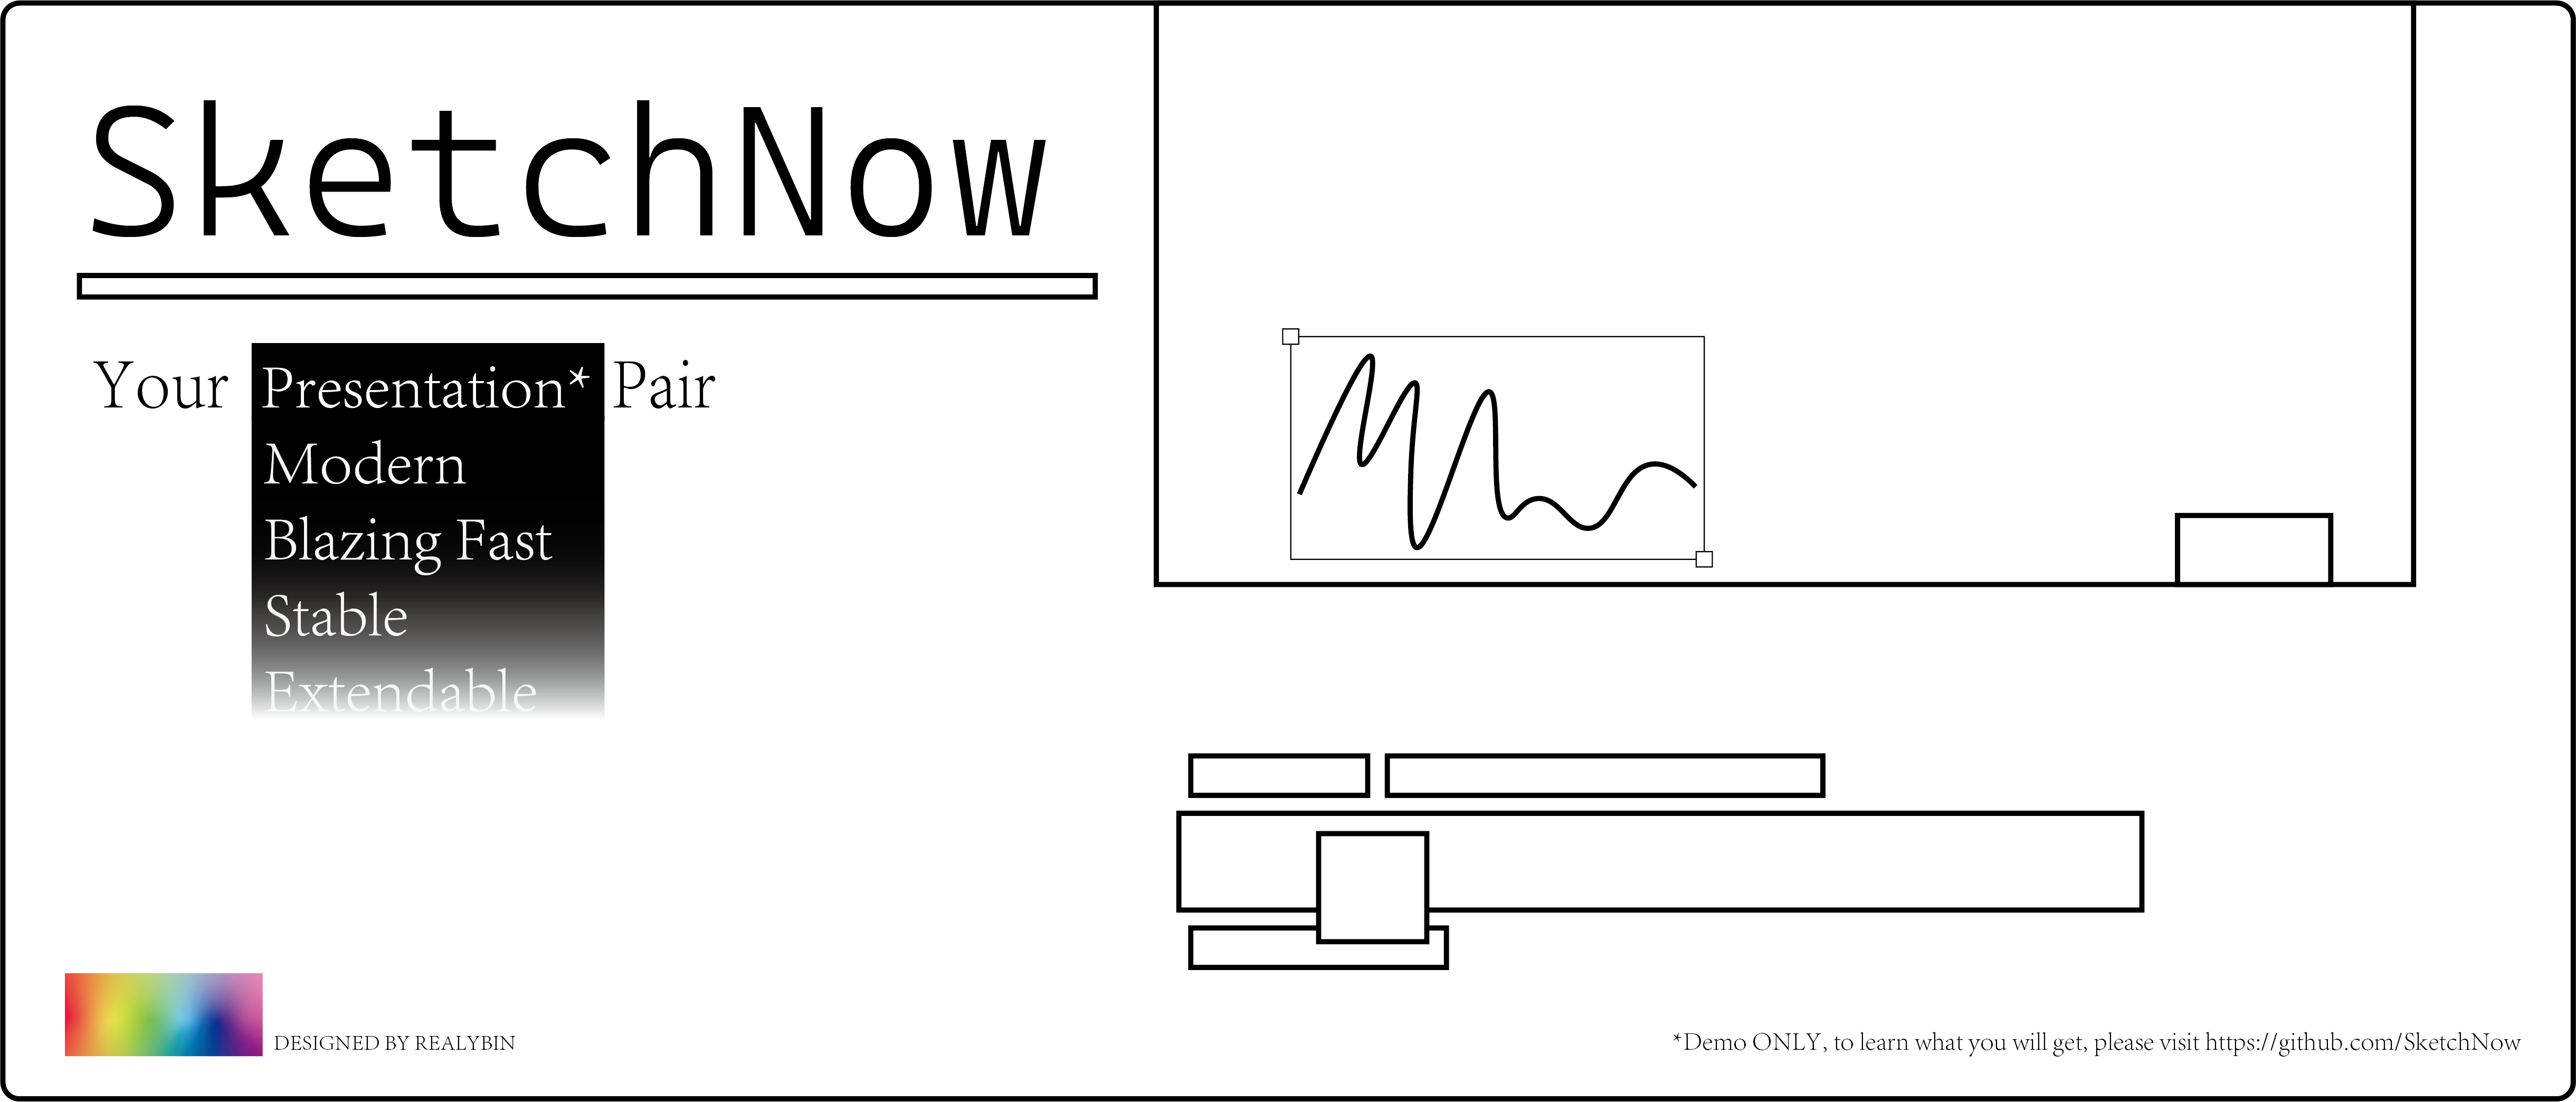 SketchNow
Your Presentation* Pair
Modern
Blazing Fast
Stable
Extendable
DESIGNED BY REALYBIN
*Demo ONLY, to learn what you will get, please visit https://github.com/SketchNow